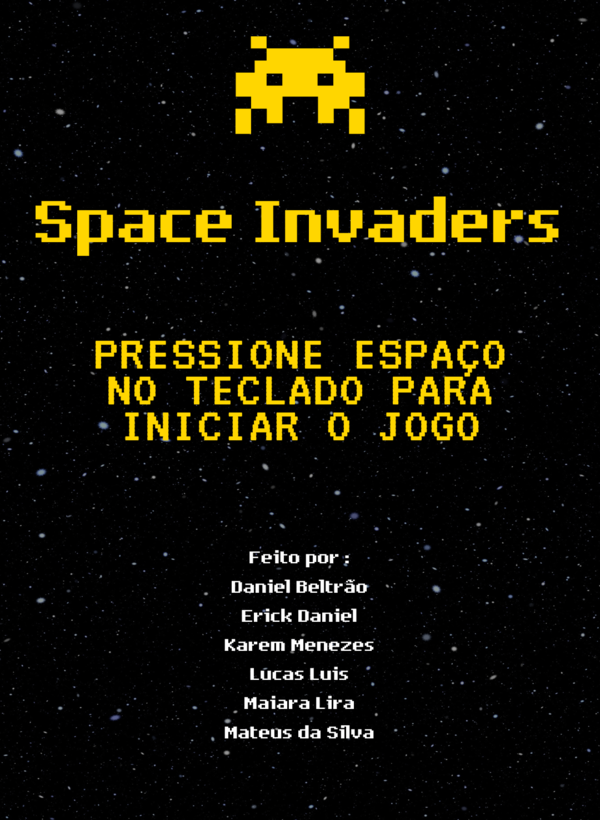 Space Invaders
PRESSIONE ESPAÇO
NO TECLADO PARA
INICIAR O JOGO
Feito por :
Daniel Beltrão
Erick Daniel
Karem Menezes
Lucas Luis
Maiara Lira
Mateus da Silva